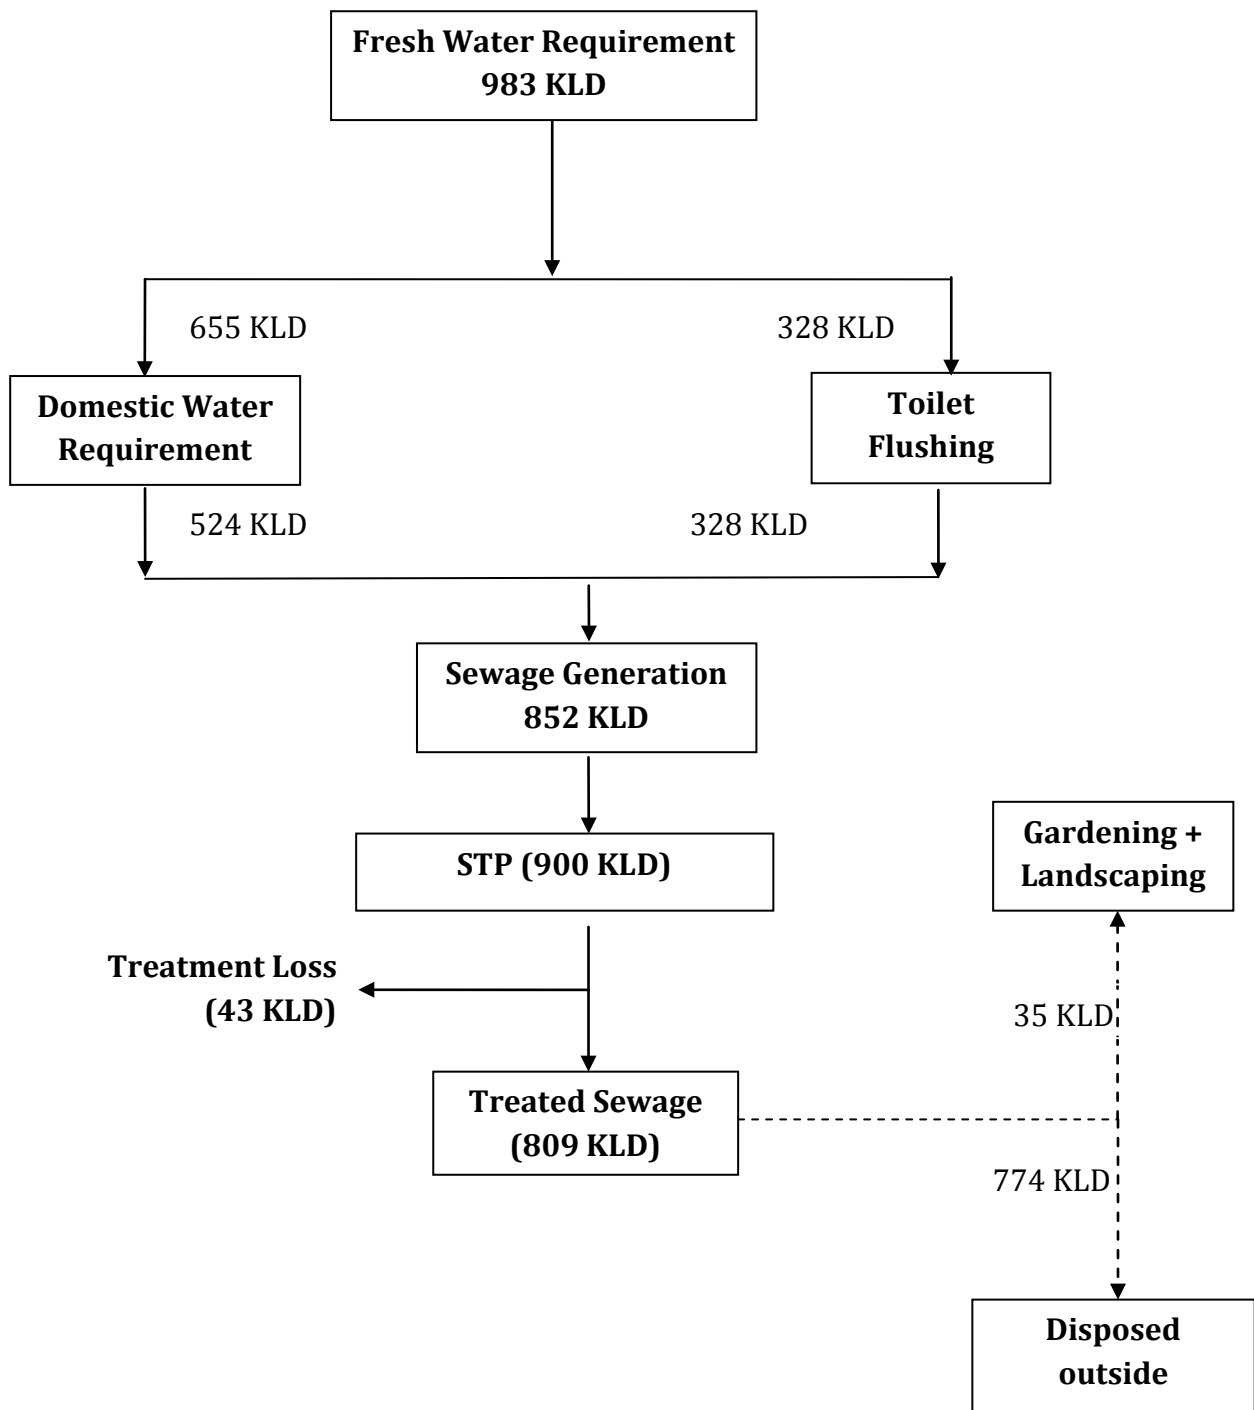 Fresh Water Requirement
983 KLD
655 KLD
328 KLD
Domestic Water
Requirement
Toilet
Flushing
524 KLD
328 KLD
Sewage Generation
852 KLD
STP (900 KLD)
Gardening +
Landscaping
Treatment Loss
(43 KLD)
35 KLD
Treated Sewage
(809 KLD)
774 KLD
Disposed
outside